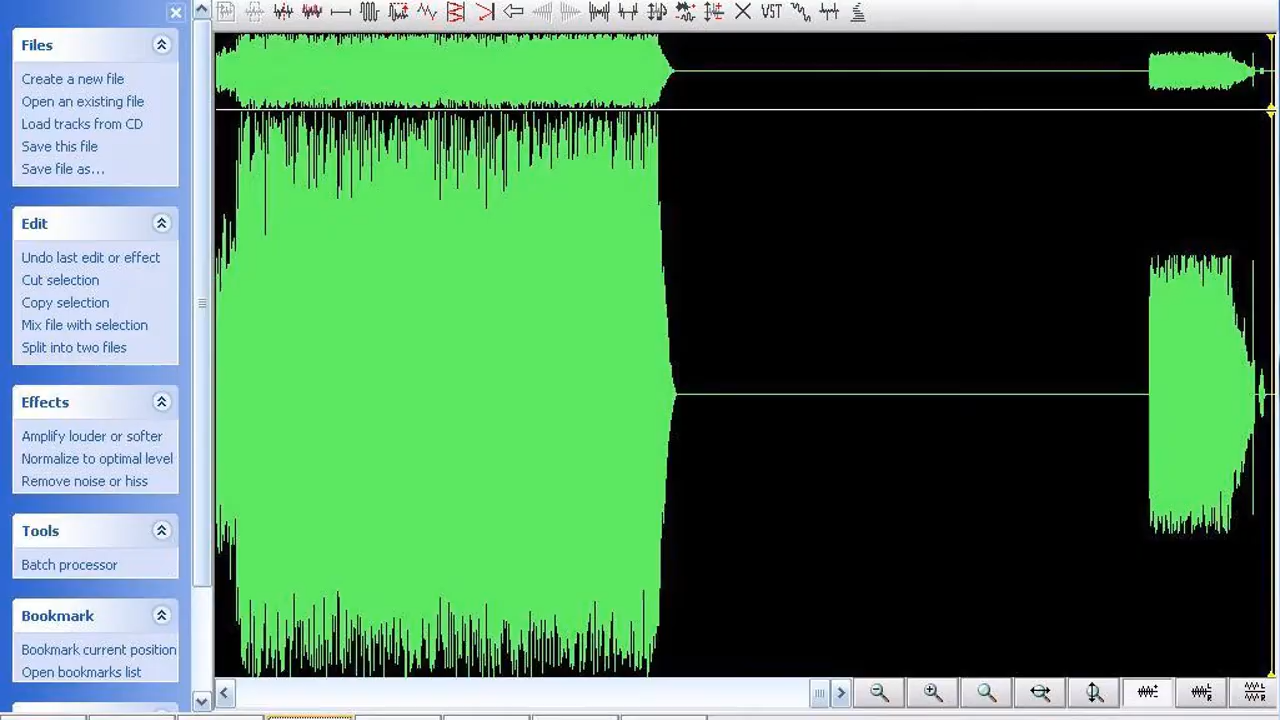 VST
Files
Create a new file
Open an existing file
Load tracks from CD
Save this file
Save file as...
Edit
Undo last edit or effect
Cut selection
Copy selection
Mix file with selection
Split into two files
Effects
Amplify louder or softer
Normalize to optimal level
Remove noise or hiss
Tools
Batch processor
Bookmark
Bookmark current position
Open bookmarks list